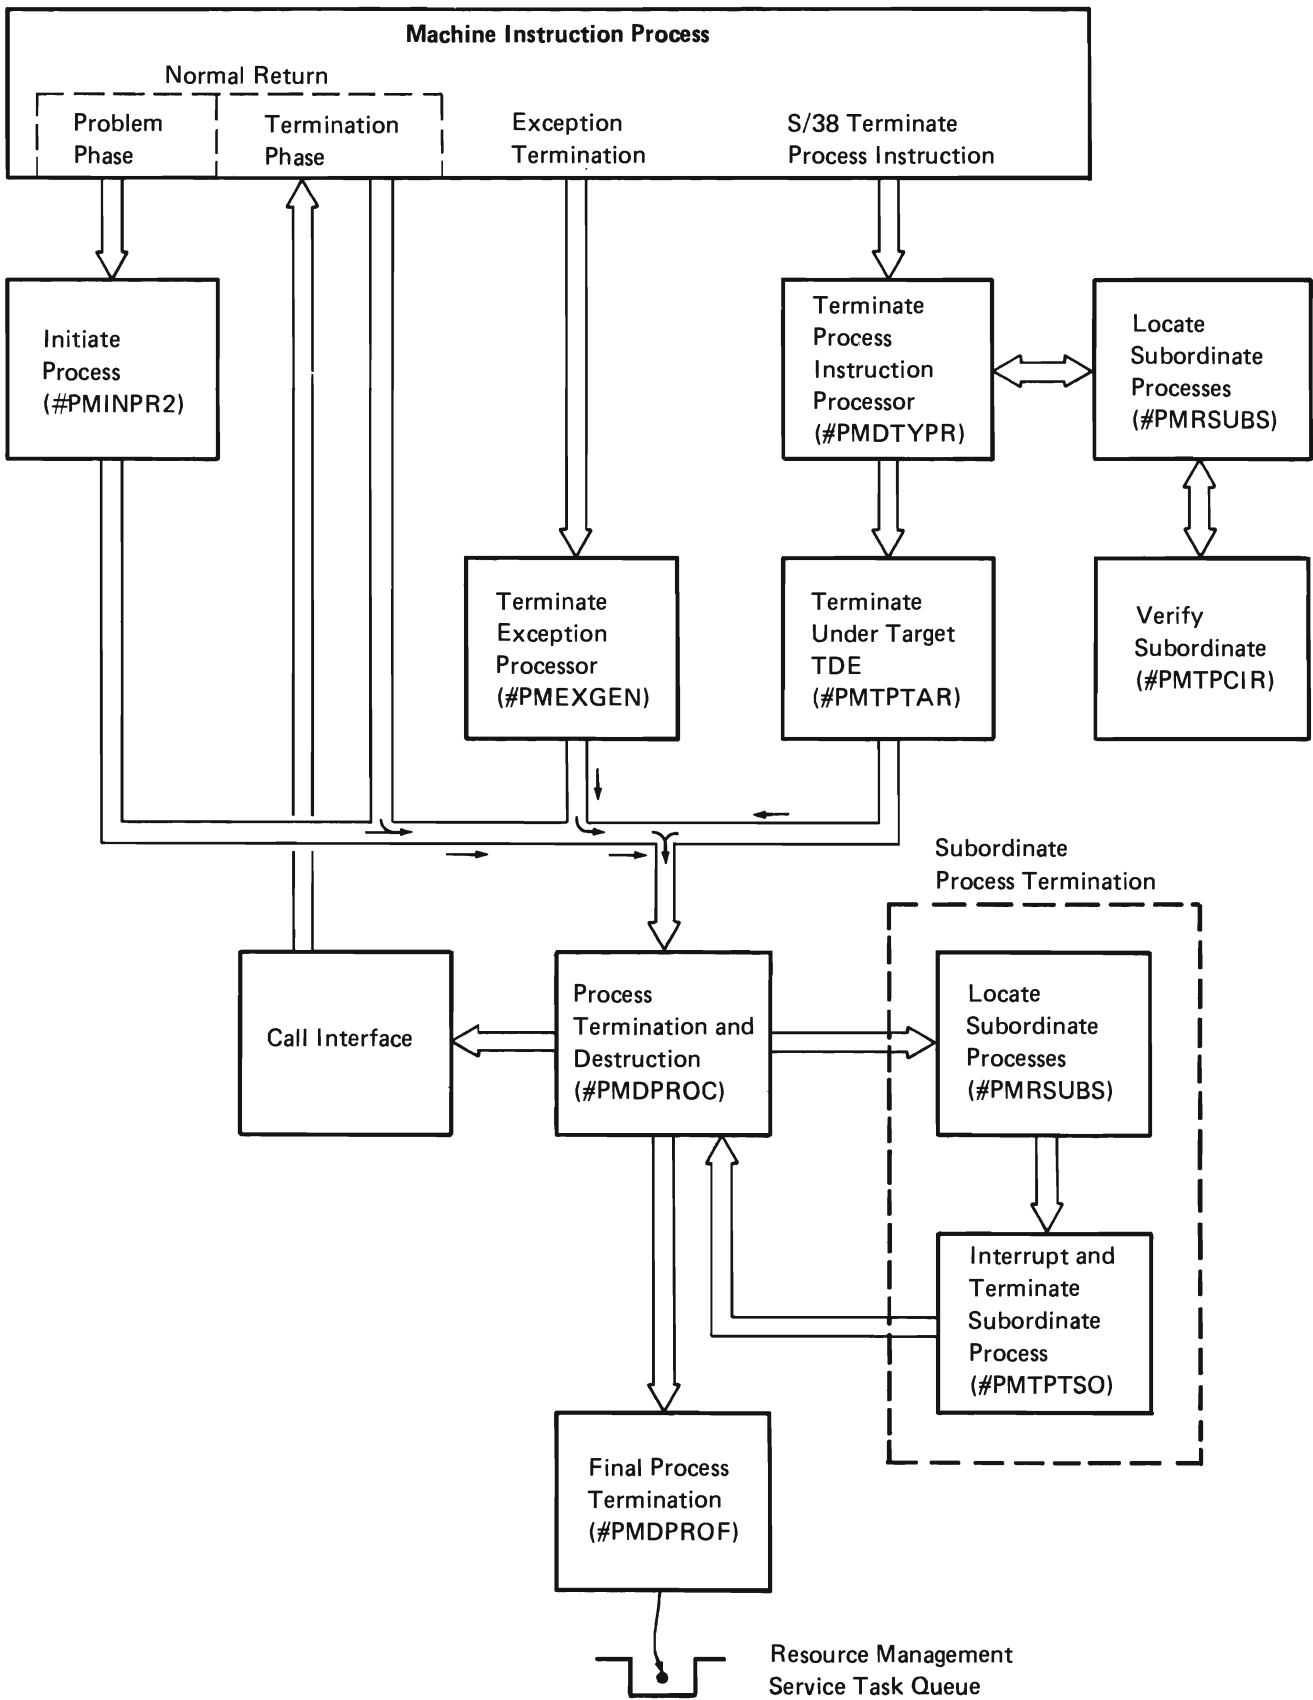 Machine Instruction Process
Normal Return
Problem
Phase
Termination
Phase
Exception
Termination
S/38 Terminate
Process Instruction
Initiate
Process
(#PMINPR2)
Terminate
Process
Instruction
Processor
(#PMDTYPR)
Locate
Subordinate
Processes
(#PMRSUBS)
Terminate
Exception
Processor
(#PMEXGEN)
Terminate
Under Target
TDE
(#PMTPTAR)
Verify
Subordinate
(#PMTPCIR)
Subordinate
Process Termination
Call Interface
Process
Termination and
Destruction
(#PMDPROC)
Locate
Subordinate
Processes
(#PMRSUBS)
Interrupt and
Terminate
Subordinate
Process
(#PMTPTSO)
Final Process
Termination
(#PMDPROF)
Resource Management
Service Task Queue